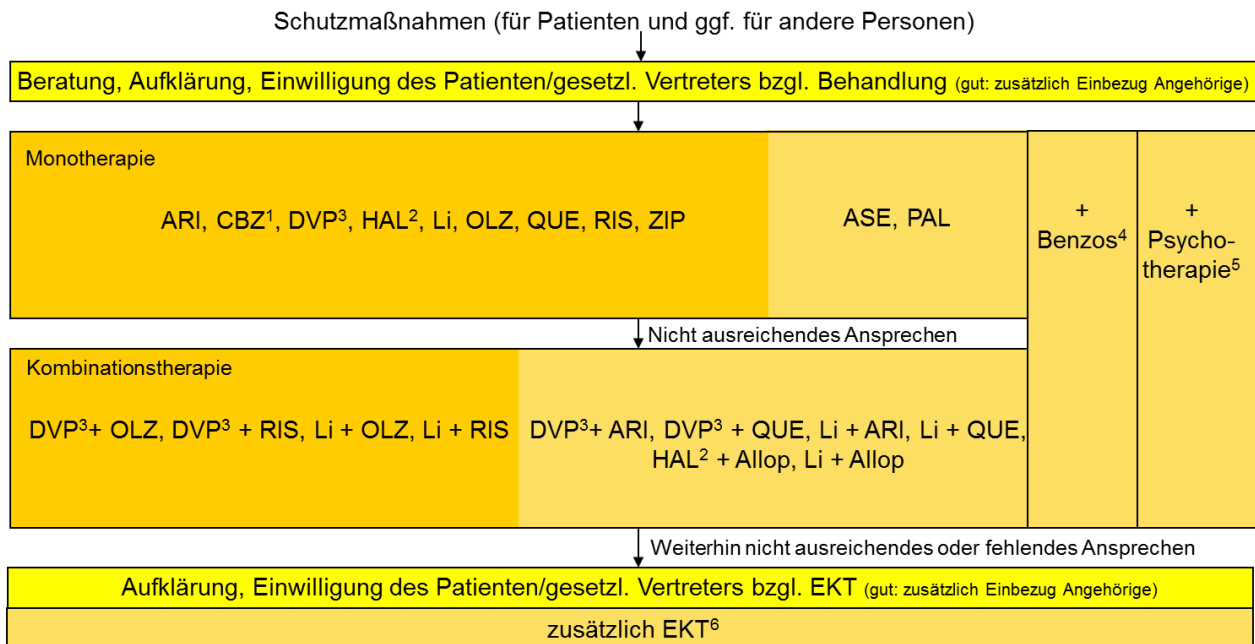 Schutzmaßnahmen (für Patienten und ggf. für andere Personen)
Beratung, Aufklärung, Einwilligung des Patienten/gesetzl. Vertreters bzgl. Behandlung (gut: zusätzlich Einbezug Angehörige)
Monotherapie
ARI, CBZ¹, DVP³, HAL², Li, OLZ, QUE, RIS, ZIP
ASE, PAL
+
Benzos⁴
+
Psycho-
therapie⁵
Nicht ausreichendes Ansprechen
Kombinationstherapie
DVP³+ OLZ, DVP³ + RIS, Li + OLZ, Li + RIS
DVP³+ ARI, DVP³ + QUE, Li + ARI, Li + QUE,
HAL² + Allop, Li + Allop
Weiterhin nicht ausreichendes oder fehlendes Ansprechen
Aufklärung, Einwilligung des Patienten/gesetzl. Vertreters bzgl. EKT (gut: zusätzlich Einbezug Angehörige)
zusätzlich EKT⁶